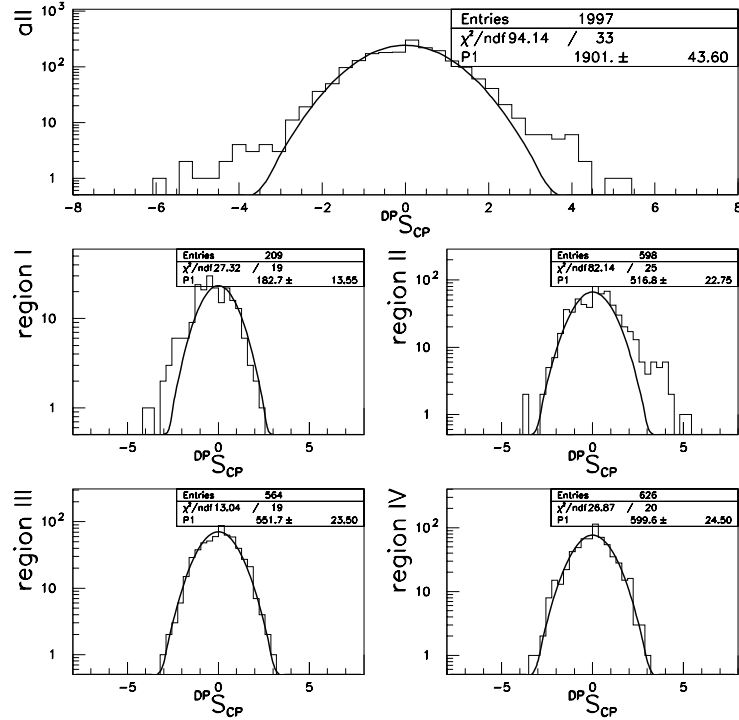 all
10³
10²
10
1
Entries 1997
χ²/ndf 94.14 / 33
P1 1901. ± 43.60
−8 −6 −4 −2 0 2 4 6 8
DPS_CP
region I
10
1
Entries 209
χ²/ndf 27.32 / 19
P1 182.7 ± 13.55
−5 0 5
DPS_CP
region II
10²
10
1
Entries 598
χ²/ndf 82.14 / 25
P1 516.8 ± 22.75
−5 0 5
DPS_CP
region III
10²
10
1
Entries 564
χ²/ndf 13.04 / 19
P1 551.7 ± 23.50
−5 0 5
DPS_CP
region IV
10²
10
1
Entries 626
χ²/ndf 26.87 / 20
P1 599.6 ± 24.50
−5 0 5
DPS_CP